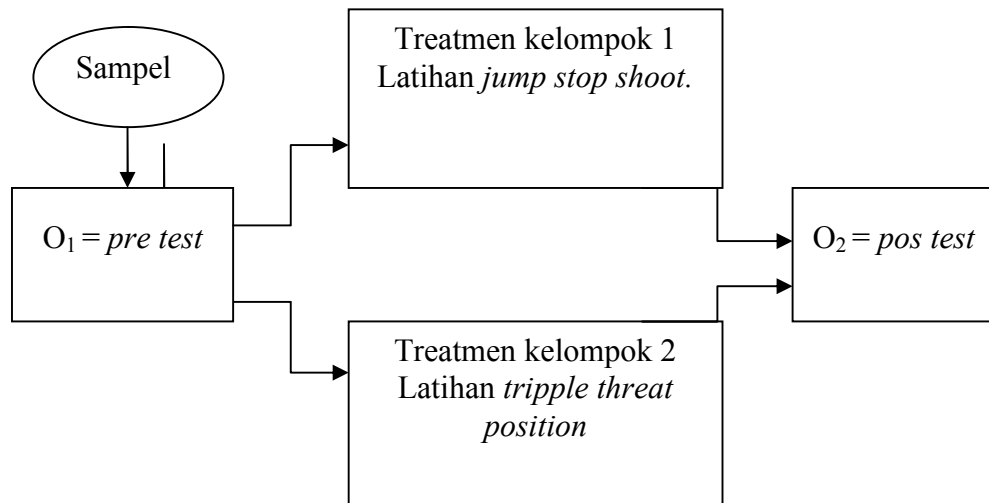 Sampel
O₁ = pre test
Treatmen kelompok 1
Latihan jump stop shoot.
Treatmen kelompok 2
Latihan tripple threat
position
O₂ = pos test